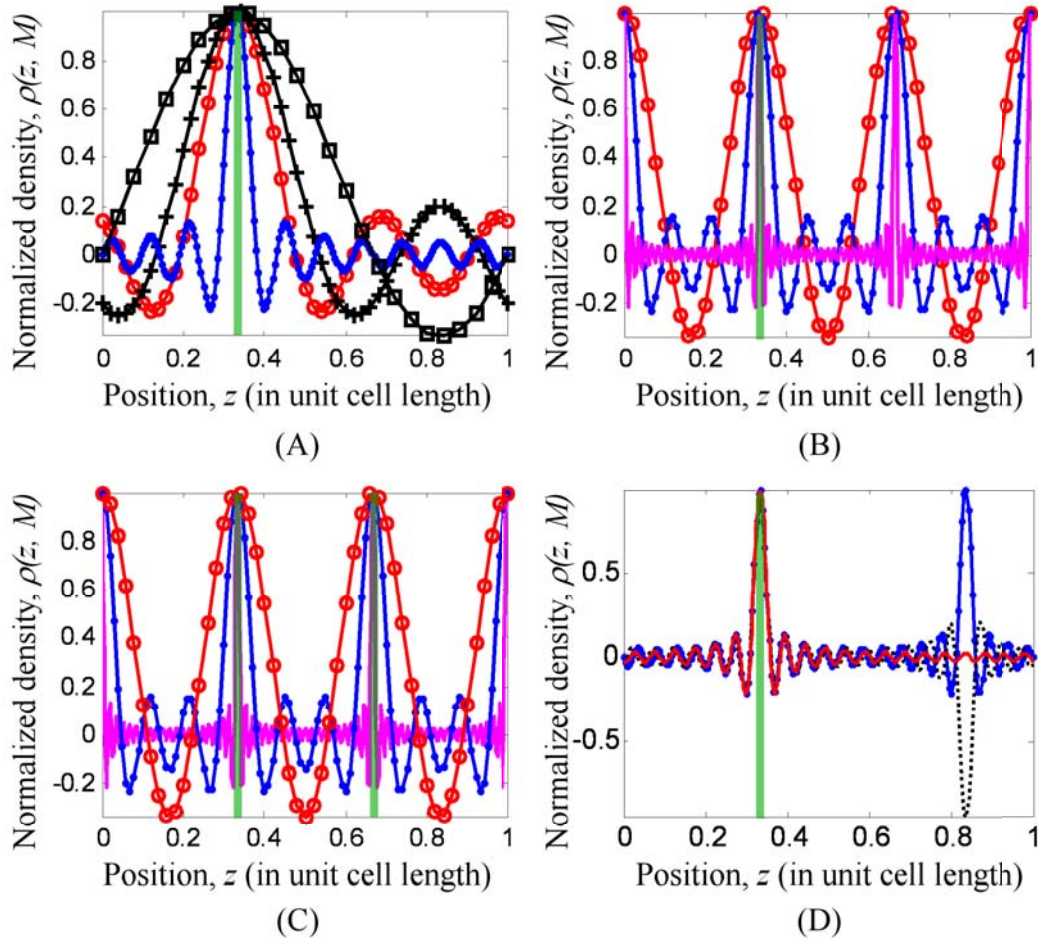 Normalized density, ρ(z, M)
0.8
0.6
0.4
0.2
0
-0.2
0 0.2 0.4 0.6 0.8 1
Position, z (in unit cell length)
(A)
Normalized density, ρ(z, M)
0.8
0.6
0.4
0.2
0
-0.2
0 0.2 0.4 0.6 0.8 1
Position, z (in unit cell length)
(B)
Normalized density, ρ(z, M)
0.8
0.6
0.4
0.2
0
-0.2
0 0.2 0.4 0.6 0.8 1
Position, z (in unit cell length)
(C)
Normalized density, ρ(z, M)
0.5
0
-0.5
0 0.2 0.4 0.6 0.8 1
Position, z (in unit cell length)
(D)